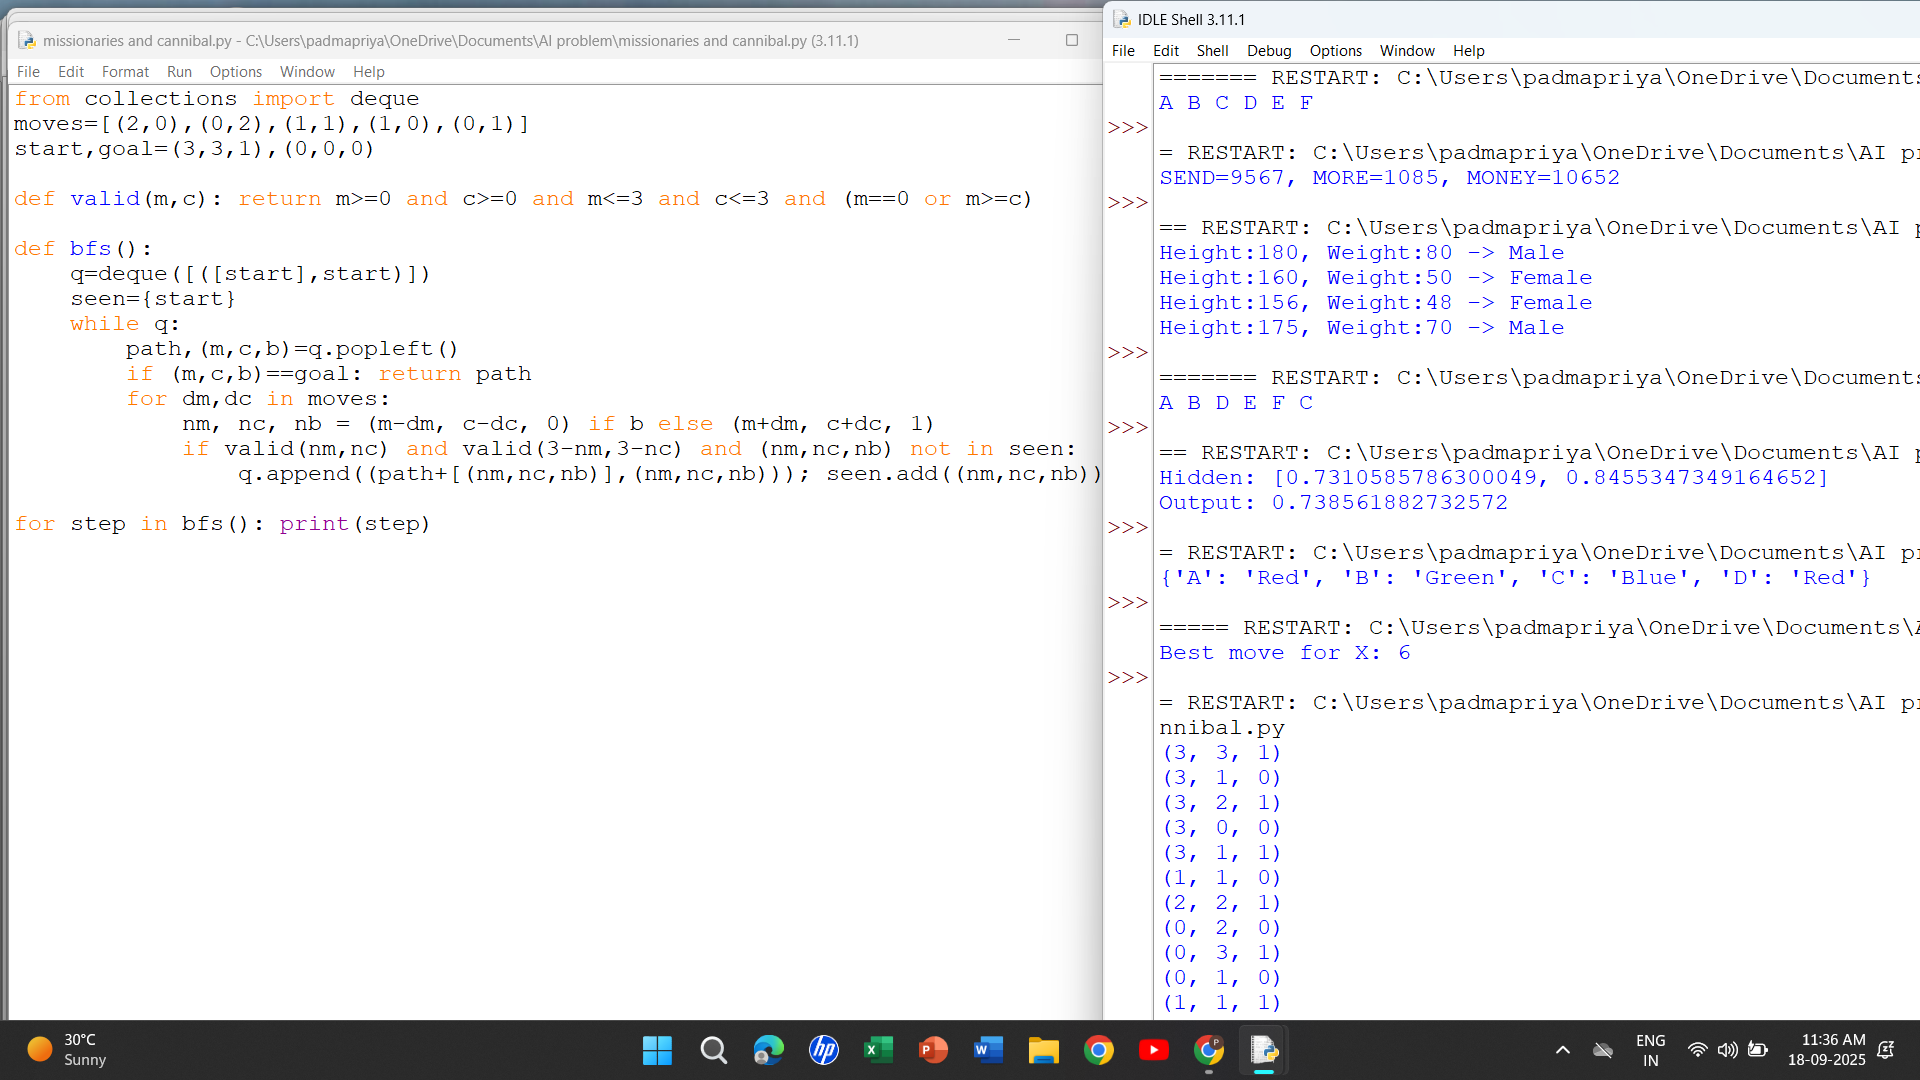 missionaries and cannibal.py - C:\Users\padmapriya\OneDrive\Documents\AI problem\missionaries and cannibal.py (3.11.1)
File Edit Format Run Options Window Help
from collections import deque
moves=[(2,0),(0,2),(1,1),(1,0),(0,1)]
start,goal=(3,3,1),(0,0,0)
def valid(m,c): return m>=0 and c>=0 and m<=3 and c<=3 and (m==0 or m>=c)
def bfs():
q=deque([([start],start)])
seen={start}
while q:
path,(m,c,b)=q.popleft()
if (m,c,b)==goal: return path
for dm,dc in moves:
nm, nc, nb = (m-dm, c-dc, 0) if b else (m+dm, c+dc, 1)
if valid(nm,nc) and valid(3-nm,3-nc) and (nm,nc,nb) not in seen:
q.append((path+[(nm,nc,nb)],(nm,nc,nb))); seen.add((nm,nc,nb))
for step in bfs(): print(step)
IDLE Shell 3.11.1
File Edit Shell Debug Options Window Help
======= RESTART: C:\Users\padmapriya\OneDrive\Documents
A B C D E F
>>>
= RESTART: C:\Users\padmapriya\OneDrive\Documents\AI pr
SEND=9567, MORE=1085, MONEY=10652
>>>
== RESTART: C:\Users\padmapriya\OneDrive\Documents\AI p
Height:180, Weight:80 -> Male
Height:160, Weight:50 -> Female
Height:156, Weight:48 -> Female
Height:175, Weight:70 -> Male
>>>
======= RESTART: C:\Users\padmapriya\OneDrive\Documents
A B D E F C
>>>
== RESTART: C:\Users\padmapriya\OneDrive\Documents\AI p
Hidden: [0.7310585786300049, 0.8455347349164652]
Output: 0.738561882732572
>>>
= RESTART: C:\Users\padmapriya\OneDrive\Documents\AI pr
{'A': 'Red', 'B': 'Green', 'C': 'Blue', 'D': 'Red'}
>>>
===== RESTART: C:\Users\padmapriya\OneDrive\Documents\A
Best move for X: 6
>>>
= RESTART: C:\Users\padmapriya\OneDrive\Documents\AI pr
nnibal.py
(3, 3, 1)
(3, 1, 0)
(3, 2, 1)
(3, 0, 0)
(3, 1, 1)
(1, 1, 0)
(2, 2, 1)
(0, 2, 0)
(0, 3, 1)
(0, 1, 0)
(1, 1, 1)
30°C
Sunny
ENG
IN
11:36 AM
18-09-2025